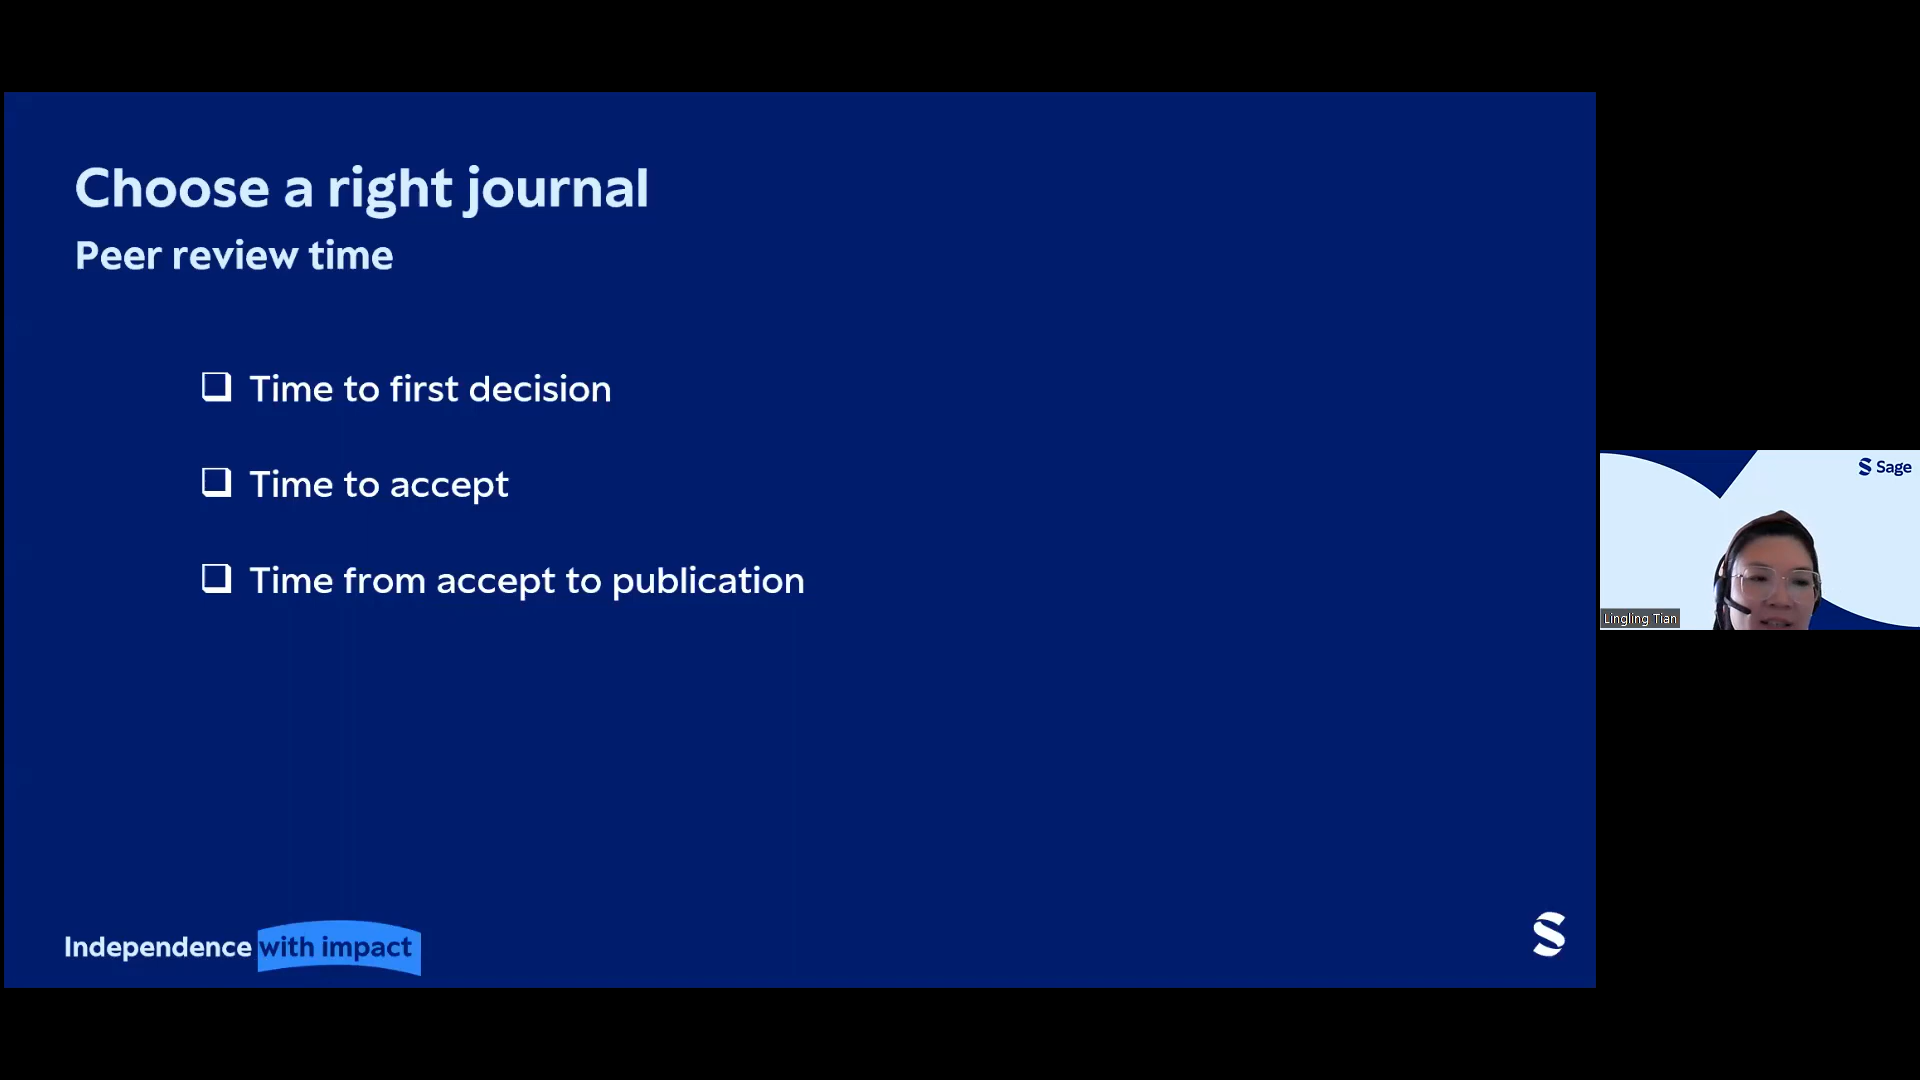 Choose a right journal
Peer review time
Time to first decision
Time to accept
Time from accept to publication
Independence with impact
Sage
Lingling Tian